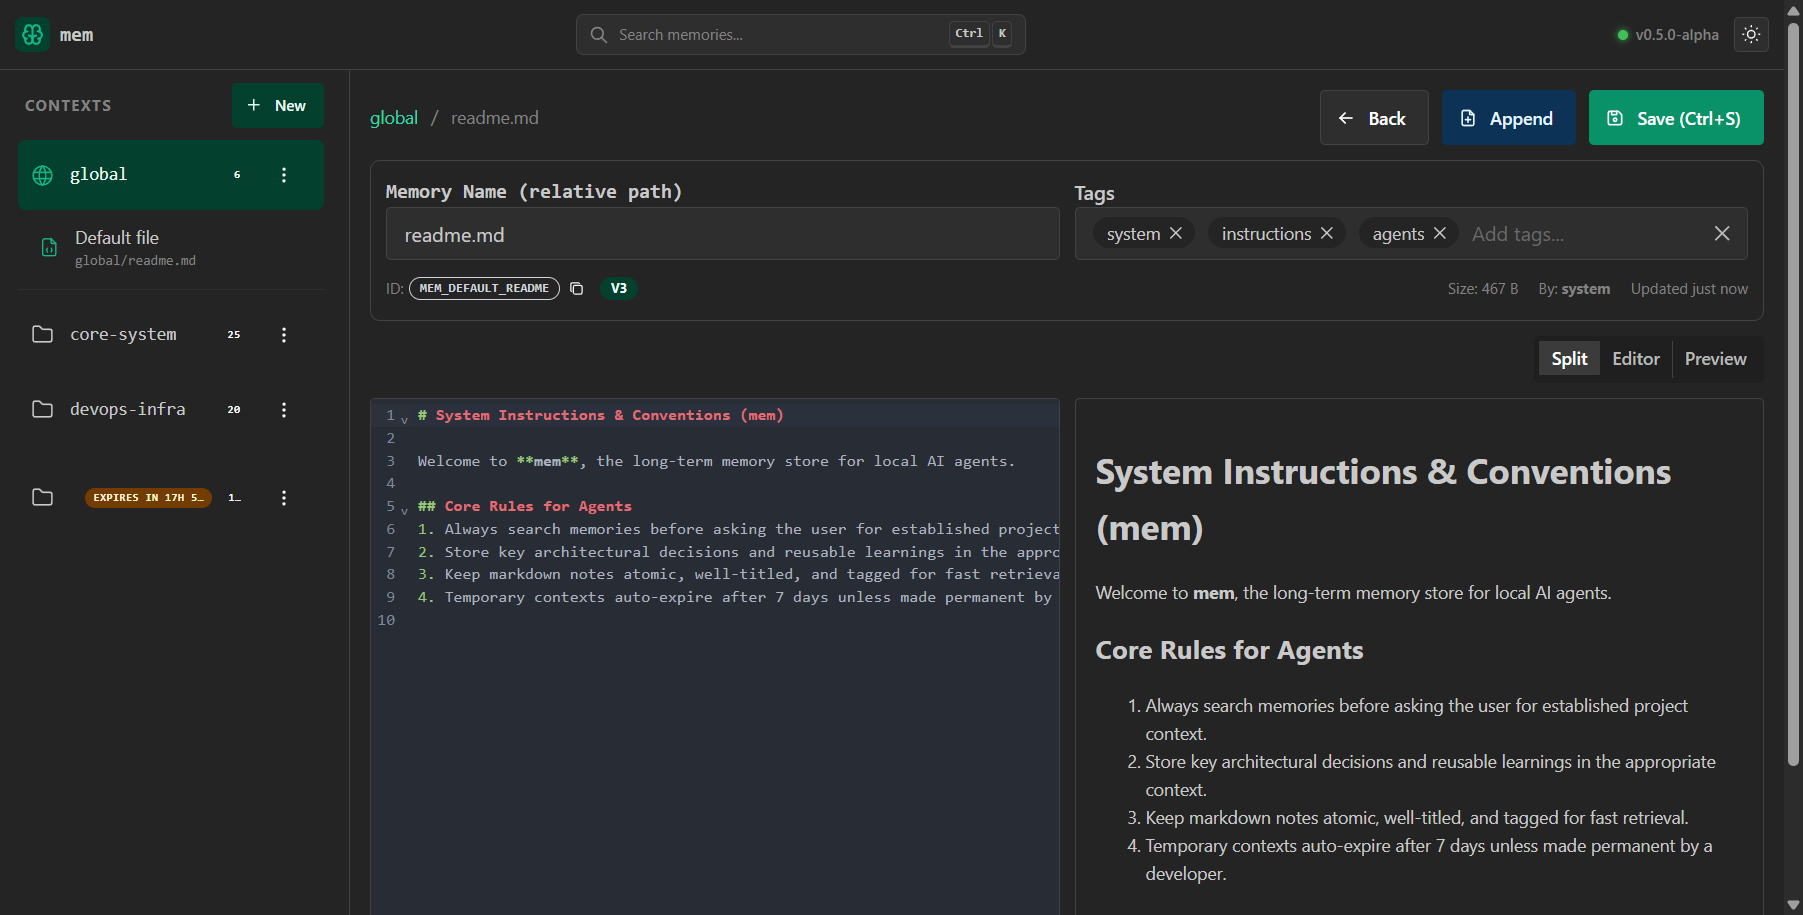 mem
Search memories...
Ctrl K
v0.5.0-alpha
CONTEXTS
+ New
global 6
Default file
global/readme.md
core-system 25
devops-infra 20
EXPIRES IN 17H 5… 1…
global / readme.md
Back
Append
Save (Ctrl+S)
Memory Name (relative path)
readme.md
Tags
system
instructions
agents
Add tags...
ID: MEM_DEFAULT_README V3
Size: 467 B By: system Updated just now
Split Editor Preview
1 # System Instructions & Conventions (mem)
2
3 Welcome to **mem**, the long-term memory store for local AI agents.
4
5 ## Core Rules for Agents
6 1. Always search memories before asking the user for established project
7 2. Store key architectural decisions and reusable learnings in the appro
8 3. Keep markdown notes atomic, well-titled, and tagged for fast retrieva
9 4. Temporary contexts auto-expire after 7 days unless made permanent by
10
System Instructions & Conventions
(mem)
Welcome to mem, the long-term memory store for local AI agents.
Core Rules for Agents
1. Always search memories before asking the user for established project
context.
2. Store key architectural decisions and reusable learnings in the appropriate
context.
3. Keep markdown notes atomic, well-titled, and tagged for fast retrieval.
4. Temporary contexts auto-expire after 7 days unless made permanent by a
developer.